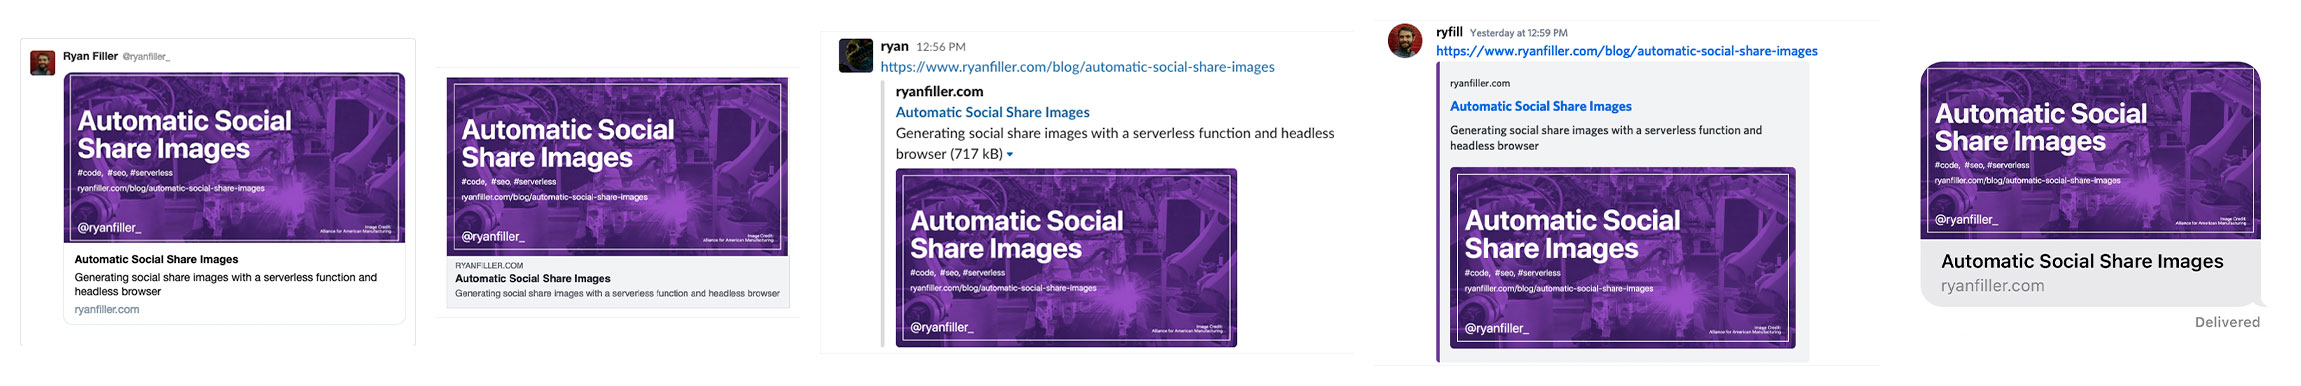 Ryan Filler @ryanfiller_
Automatic Social
Share Images
#code, #seo, #serverless
ryanfiller.com/blog/automatic-social-share-images
@ryanfiller_
Image Credit:
Alliance for American Manufacturing
Automatic Social Share Images
Generating social share images with a serverless function and
headless browser
ryanfiller.com
Automatic Social
Share Images
#code, #seo, #serverless
ryanfiller.com/blog/automatic-social-share-images
@ryanfiller_
Image Credit:
Alliance for American Manufacturing
RYANFILLER.COM
Automatic Social Share Images
Generating social share images with a serverless function and headless browser
ryan 12:56 PM
https://www.ryanfiller.com/blog/automatic-social-share-images
ryanfiller.com
Automatic Social Share Images
Generating social share images with a serverless function and headless
browser (717 kB)
Automatic Social
Share Images
#code, #seo, #serverless
ryanfiller.com/blog/automatic-social-share-images
@ryanfiller_
Image Credit:
Alliance for American Manufacturing
ryfill Yesterday at 12:59 PM
https://www.ryanfiller.com/blog/automatic-social-share-images
ryanfiller.com
Automatic Social Share Images
Generating social share images with a serverless function and
headless browser
Automatic Social
Share Images
#code, #seo, #serverless
ryanfiller.com/blog/automatic-social-share-images
@ryanfiller_
Image Credit:
Alliance for American Manufacturing
Automatic Social
Share Images
#code, #seo, #serverless
ryanfiller.com/blog/automatic-social-share-images
@ryanfiller_
Image Credit:
Alliance for American Manufacturing
Automatic Social Share Images
ryanfiller.com
Delivered